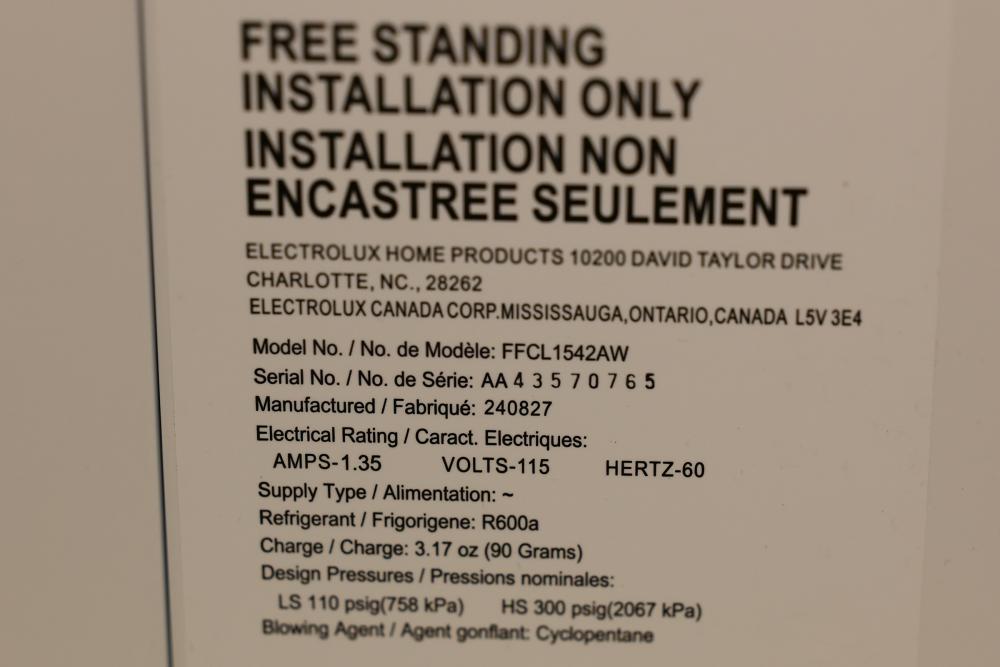 FREE STANDING
INSTALLATION ONLY
INSTALLATION NON
ENCASTREE SEULEMENT
ELECTROLUX HOME PRODUCTS 10200 DAVID TAYLOR DRIVE
CHARLOTTE, NC., 28262
ELECTROLUX CANADA CORP.MISSISSAUGA,ONTARIO,CANADA L5V 3E4
Model No. / No. de Modèle: FFCL1542AW
Serial No. / No. de Série: AA 4 3 5 7 0 7 6 5
Manufactured / Fabriqué: 240827
Electrical Rating / Caract. Electriques:
AMPS-1.35 VOLTS-115 HERTZ-60
Supply Type / Alimentation: ~
Refrigerant / Frigorigene: R600a
Charge / Charge: 3.17 oz (90 Grams)
Design Pressures / Pressions nominales:
LS 110 psig(758 kPa) HS 300 psig(2067 kPa)
Blowing Agent / Agent gonflant: Cyclopentane